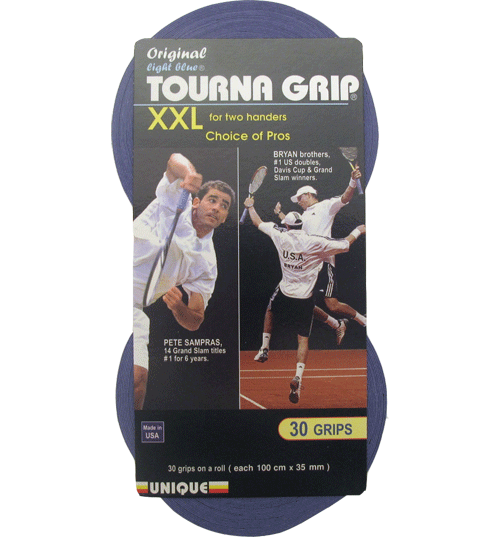 Original
light blue®
TOURNA GRIP®
XXL for two handers
Choice of Pros
BRYAN brothers,
#1 US doubles,
Davis Cup & Grand
Slam winners.
U.S.A.
BRYAN
PETE SAMPRAS,
14 Grand Slam titles
#1 for 6 years.
30 GRIPS
Made in
USA
30 grips on a roll ( each 100 cm x 35 mm )
UNIQUE